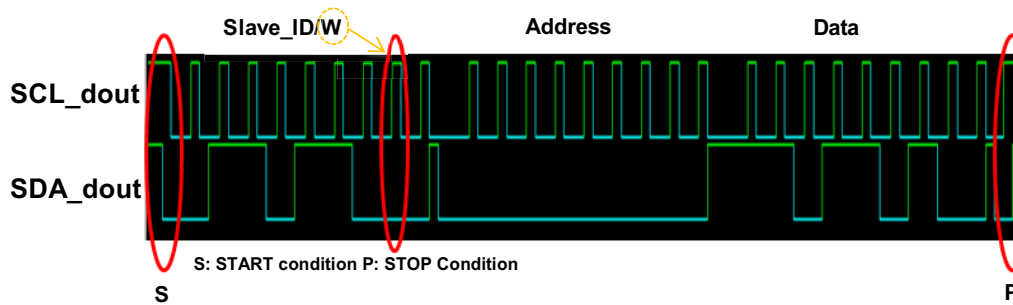 Slave_ID/W Address Data
SCL_dout
SDA_dout
S: START condition P: STOP Condition
S P